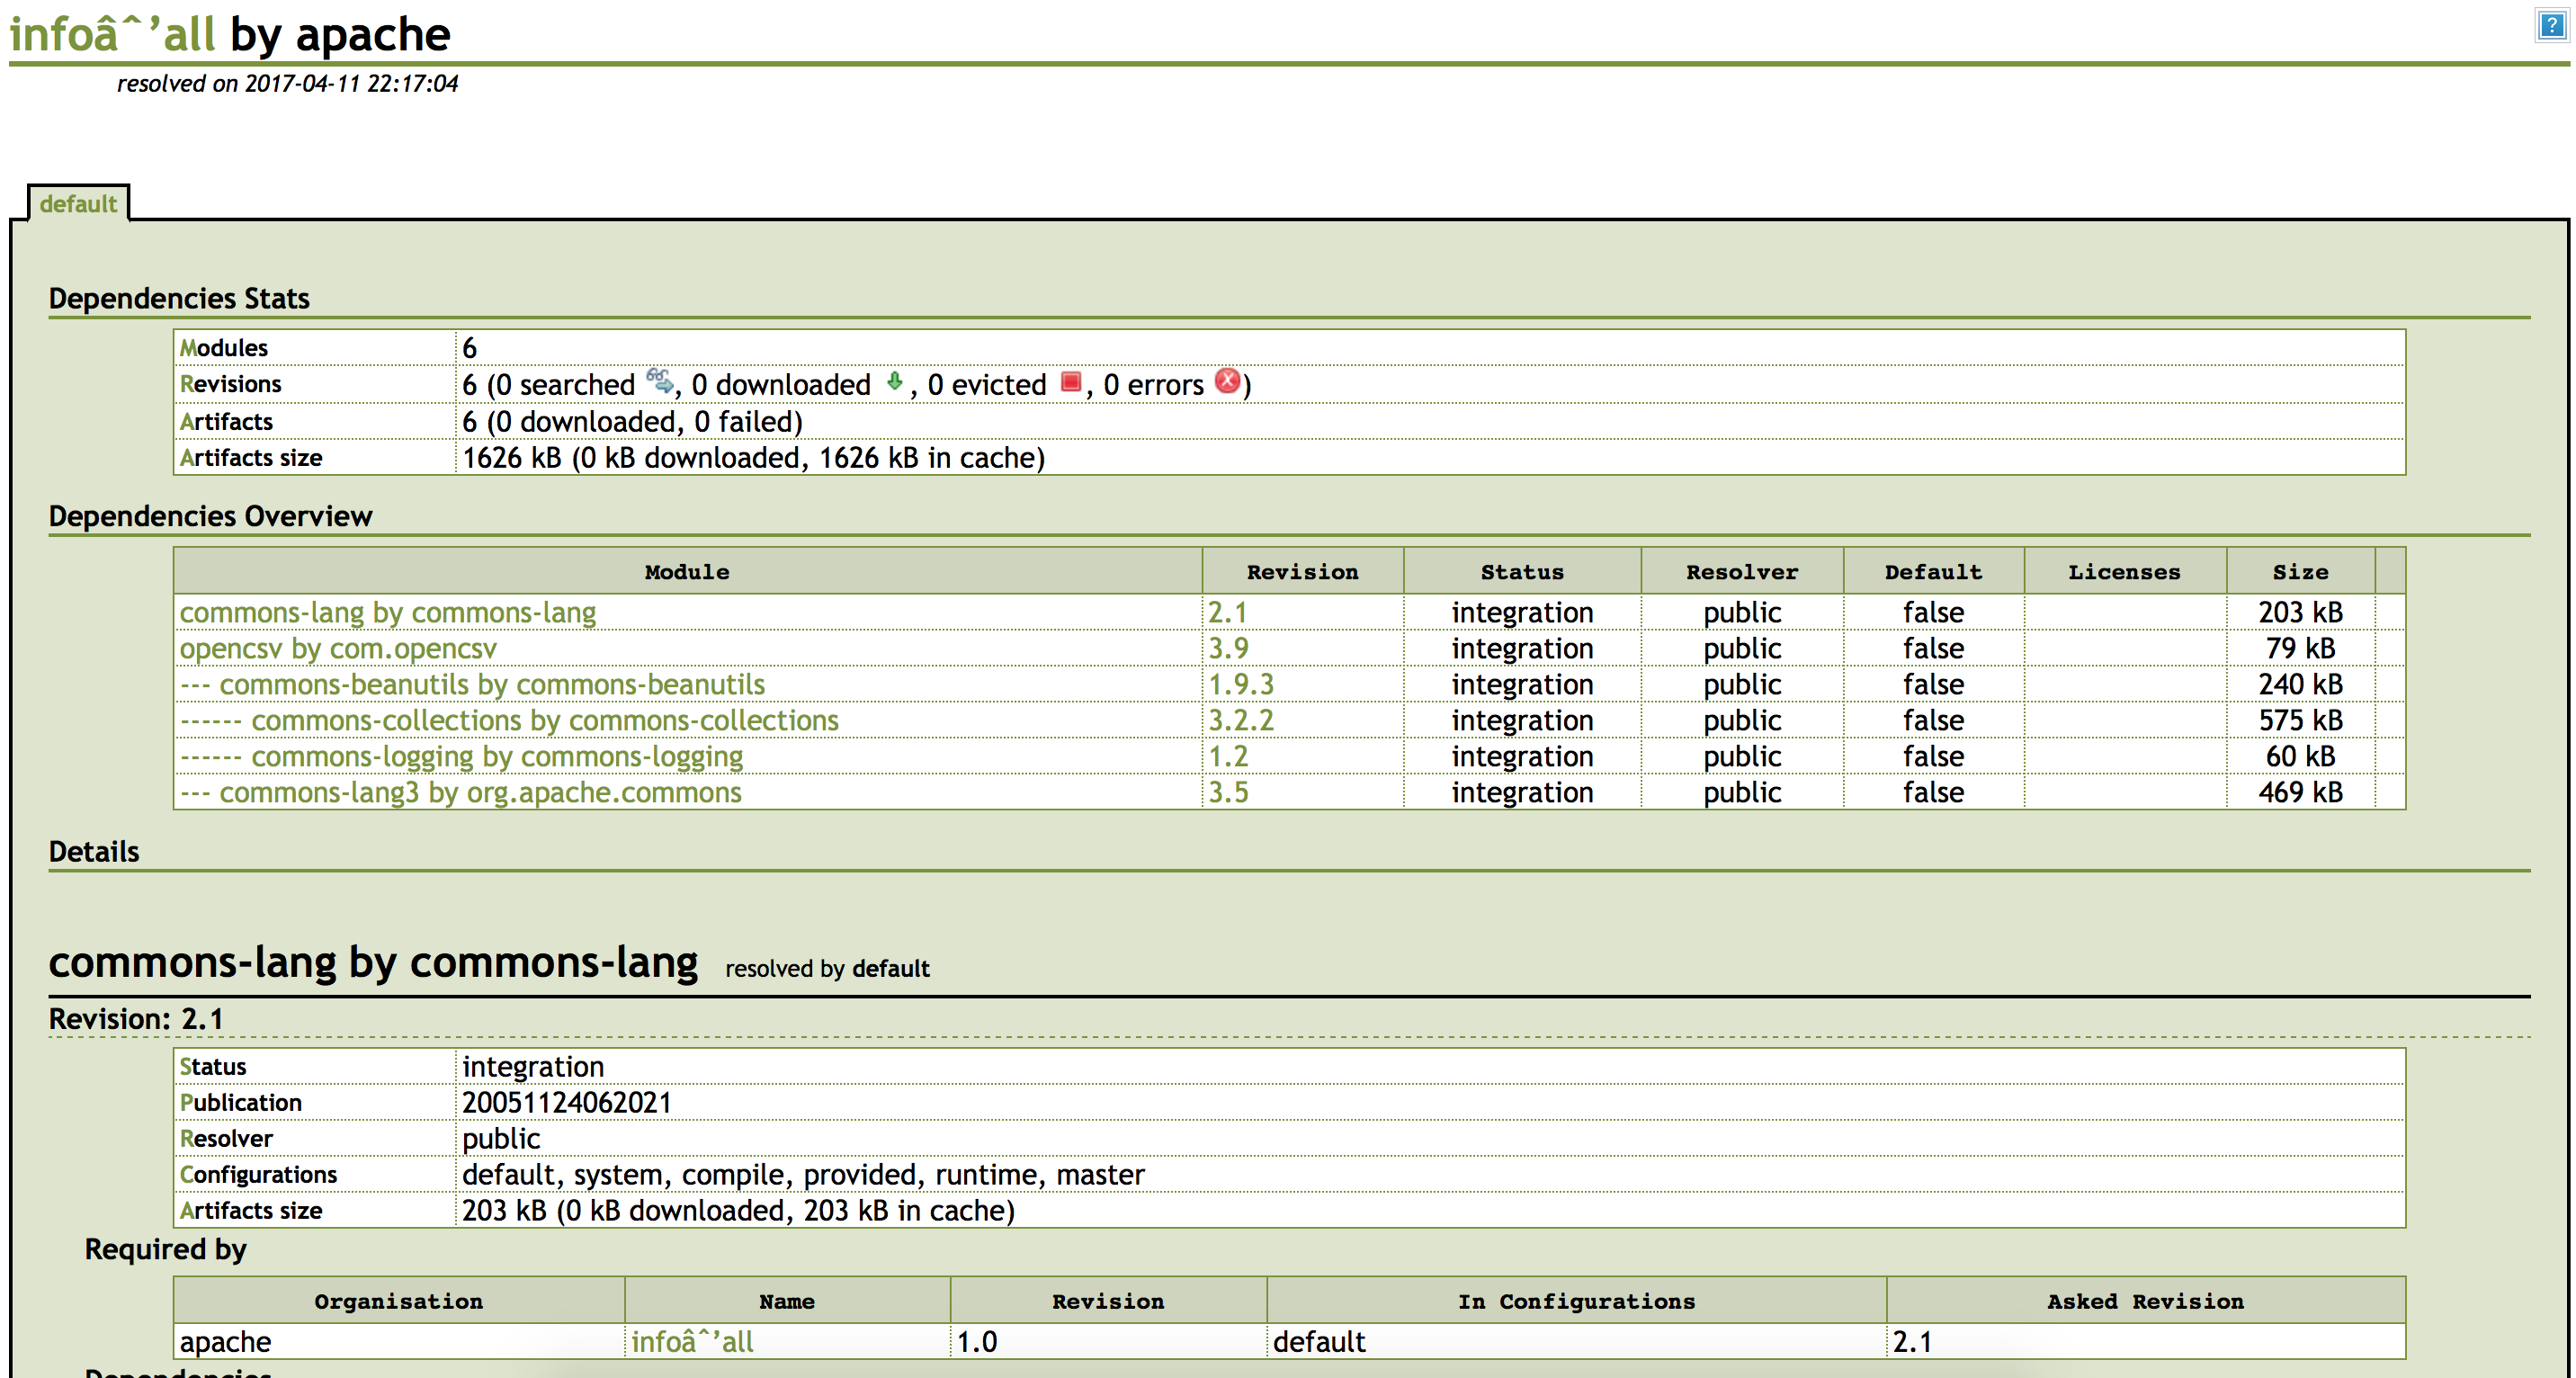 infoâˆ’all by apache
resolved on 2017-04-11 22:17:04
default
Dependencies Stats
Modules 6
Revisions 6 (0 searched , 0 downloaded , 0 evicted , 0 errors )
Artifacts 6 (0 downloaded, 0 failed)
Artifacts size 1626 kB (0 kB downloaded, 1626 kB in cache)
Dependencies Overview
Module Revision Status Resolver Default Licenses Size
commons-lang by commons-lang 2.1 integration public false 203 kB
opencsv by com.opencsv 3.9 integration public false 79 kB
--- commons-beanutils by commons-beanutils 1.9.3 integration public false 240 kB
------ commons-collections by commons-collections 3.2.2 integration public false 575 kB
------ commons-logging by commons-logging 1.2 integration public false 60 kB
--- commons-lang3 by org.apache.commons 3.5 integration public false 469 kB
Details
commons-lang by commons-lang resolved by default
Revision: 2.1
Status integration
Publication 20051124062021
Resolver public
Configurations default, system, compile, provided, runtime, master
Artifacts size 203 kB (0 kB downloaded, 203 kB in cache)
Required by
Organisation Name Revision In Configurations Asked Revision
apache infoâˆ’all 1.0 default 2.1
Dependencies